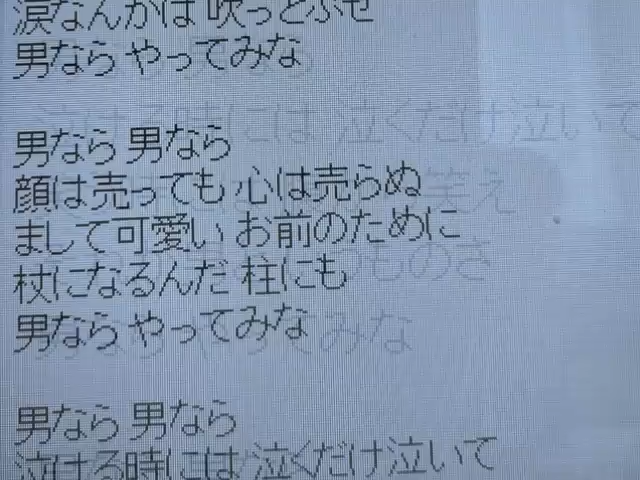 涙なんかは 吹っとぶぜ
男なら やってみな
男なら 男なら
顔は売っても 心は売らぬ
まして可愛い お前のために
杖になるんだ 柱にも
男なら やってみな
男なら 男なら
泣ける時には 泣くだけ泣いて